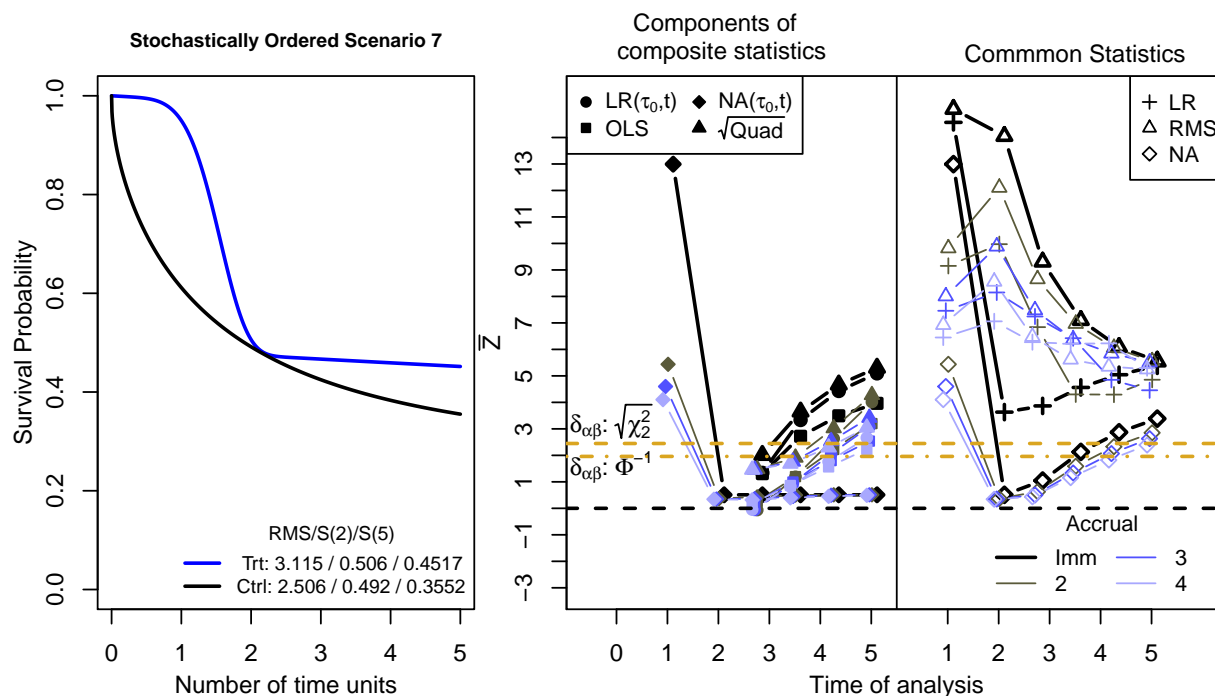 Stochastically Ordered Scenario 7
Survival Probability
0.0 0.2 0.4 0.6 0.8 1.0
RMS/S(2)/S(5)
Trt: 3.115 / 0.506 / 0.4517
Ctrl: 2.506 / 0.492 / 0.3552
0 1 2 3 4 5
Number of time units
Components of
composite statistics
LR(τ0,t)
OLS
NA(τ0,t)
√Quad
Z̅
−3 −1 1 3 5 7 9 11 13
δαβ: √χ₂²
δαβ: Φ⁻¹
0 1 2 3 4 5
Commmon Statistics
LR
RMS
NA
Accrual
Imm
2
3
4
1 2 3 4 5
Time of analysis